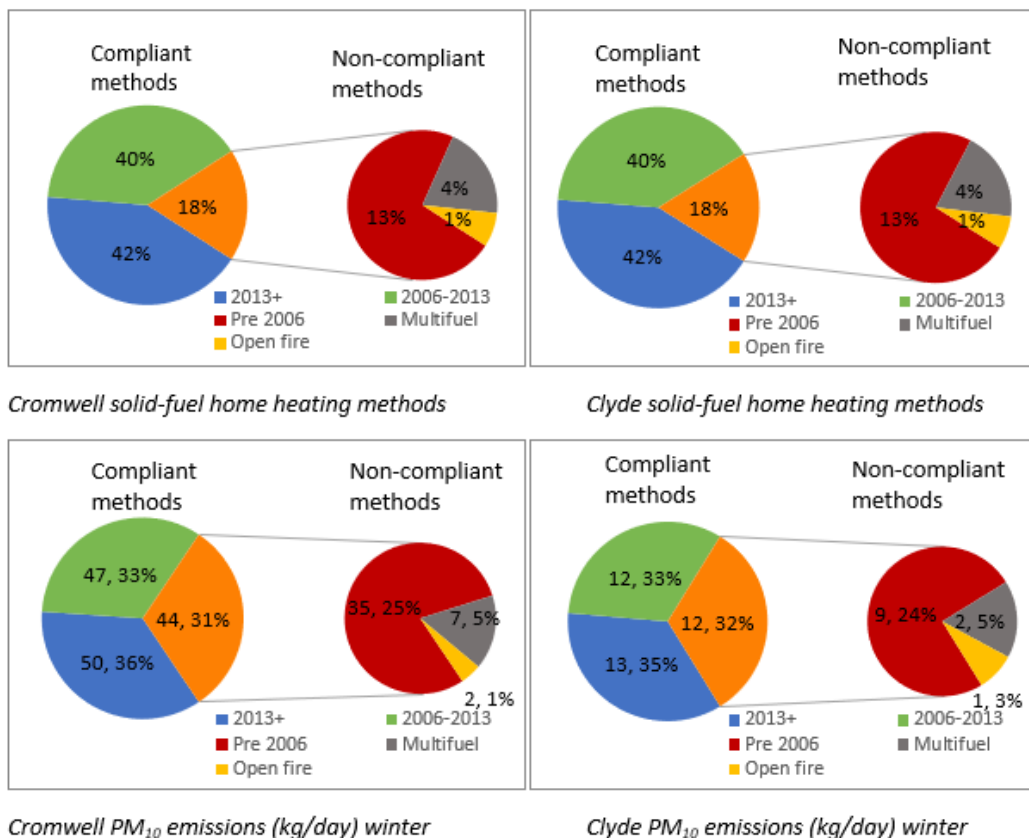 Compliant
methods
Non-compliant
methods
40%
18%
42%
4%
13%
1%
2013+
2006-2013
Pre 2006
Multifuel
Open fire
Cromwell solid-fuel home heating methods
Compliant
methods
Non-compliant
methods
40%
18%
42%
4%
13%
1%
2013+
2006-2013
Pre 2006
Multifuel
Open fire
Clyde solid-fuel home heating methods
Compliant
methods
Non-compliant
methods
47, 33%
44, 31%
50, 36%
35, 25%
7, 5%
2, 1%
2013+
2006-2013
Pre 2006
Multifuel
Open fire
Cromwell PM₁₀ emissions (kg/day) winter
Compliant
methods
Non-compliant
methods
12, 33%
12, 32%
13, 35%
9, 24%
2, 5%
1, 3%
2013+
2006-2013
Pre 2006
Multifuel
Open fire
Clyde PM₁₀ emissions (kg/day) winter